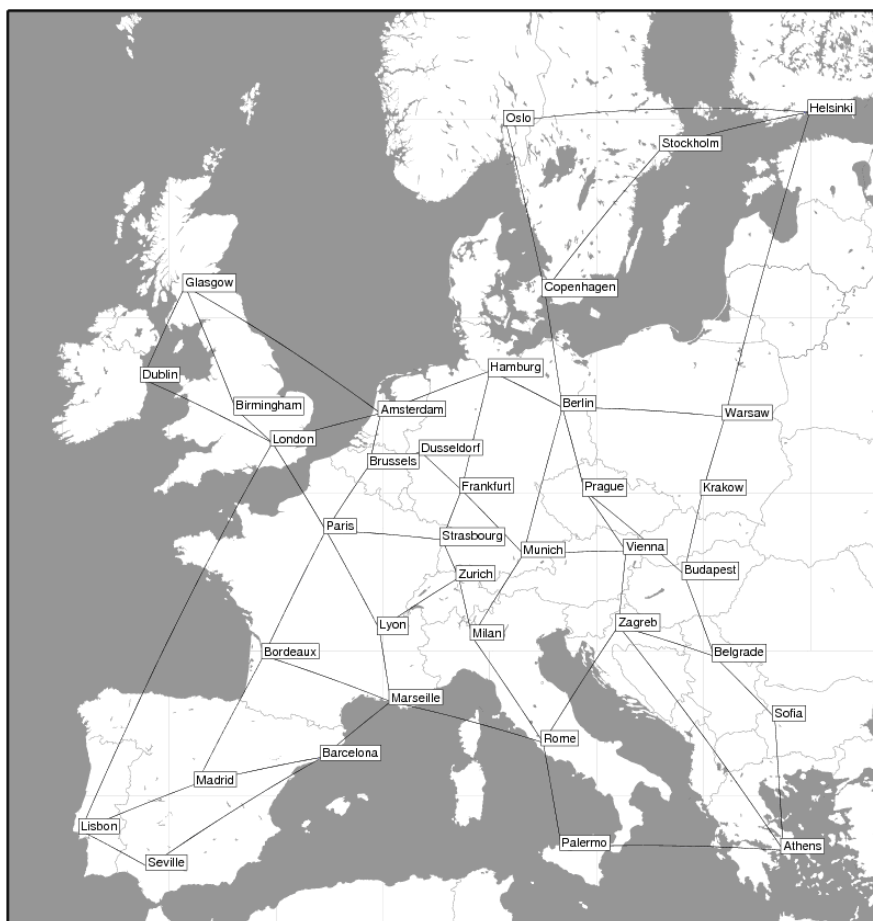 Oslo
Helsinki
Stockholm
Glasgow
Copenhagen
Dublin
Hamburg
Birmingham
Amsterdam
Berlin
Warsaw
London
Dusseldorf
Brussels
Frankfurt
Prague
Krakow
Paris
Strasbourg
Munich
Vienna
Zurich
Budapest
Lyon
Milan
Zagreb
Bordeaux
Belgrade
Marseille
Sofia
Rome
Barcelona
Madrid
Lisbon
Palermo
Athens
Seville